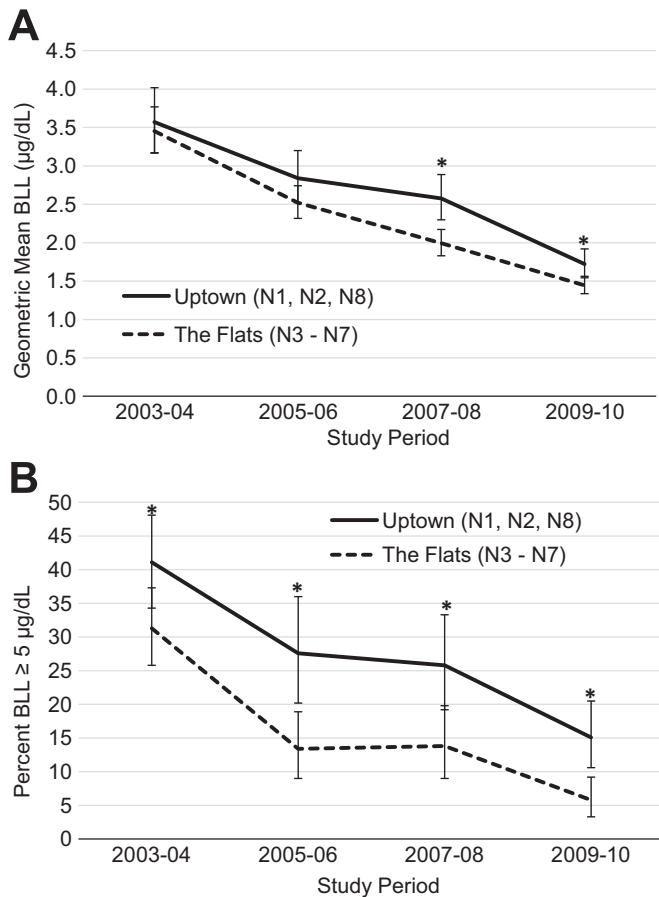 A
4.5
4.0
3.5
3.0
2.5
2.0
1.5
1.0
0.5
0.0
Geometric Mean BLL (µg/dL)
*
*
Uptown (N1, N2, N8)
The Flats (N3 - N7)
2003-04 2005-06 2007-08 2009-10
Study Period
B
50
45
40
35
30
25
20
15
10
5
0
Percent BLL ≥ 5 µg/dL
*
*
*
*
Uptown (N1, N2, N8)
The Flats (N3 - N7)
2003-04 2005-06 2007-08 2009-10
Study Period